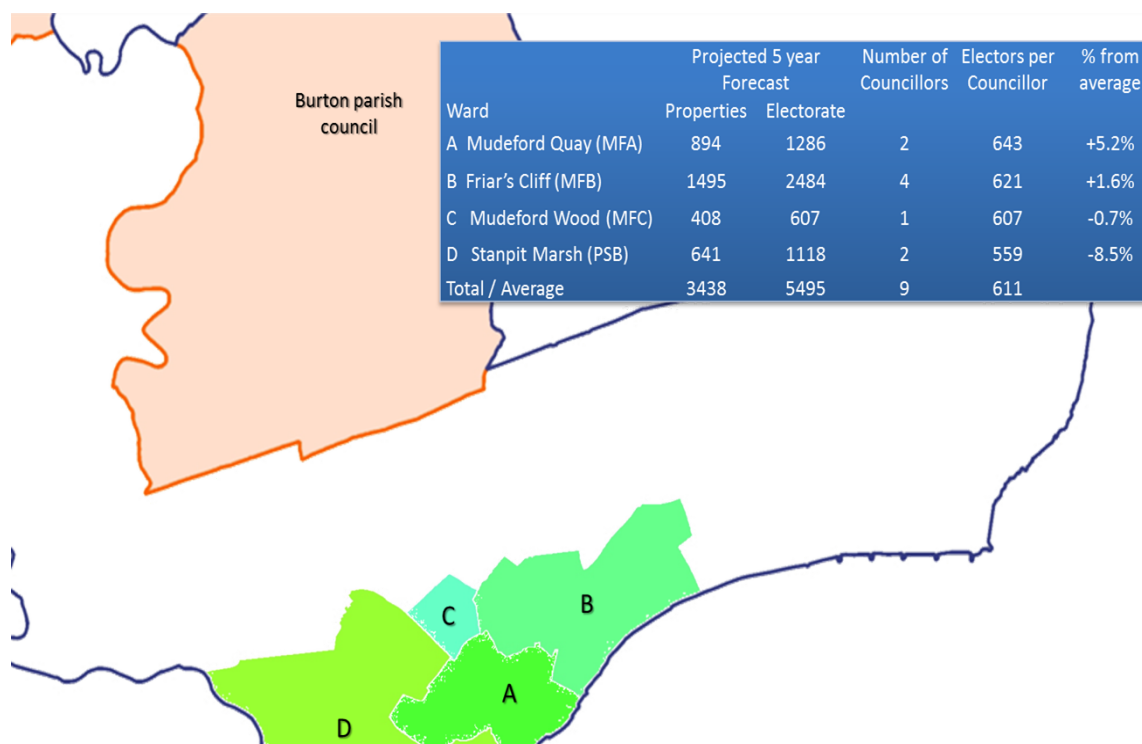 Burton parish
council
Projected 5 year Number of Electors per % from
Forecast Councillors Councillor average
Ward Properties Electorate
A Mudeford Quay (MFA) 894 1286 2 643 +5.2%
B Friar's Cliff (MFB) 1495 2484 4 621 +1.6%
C Mudeford Wood (MFC) 408 607 1 607 -0.7%
D Stanpit Marsh (PSB) 641 1118 2 559 -8.5%
Total / Average 3438 5495 9 611
B
C
A
D